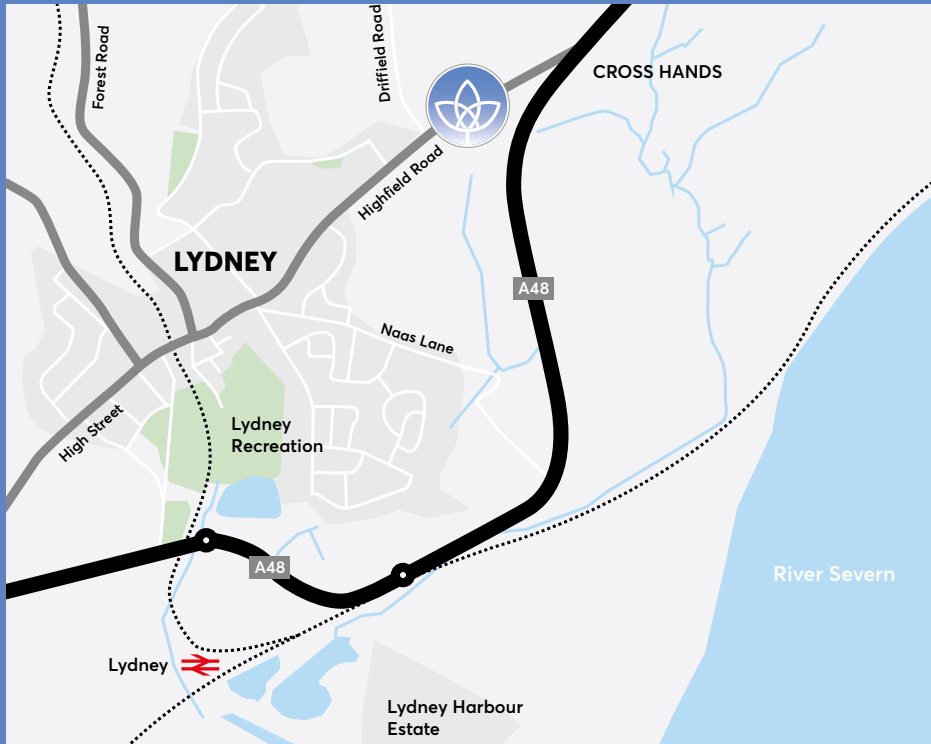 Forest Road
Driffield Road
CROSS HANDS
Highfield Road
LYDNEY
A48
Naas Lane
High Street
Lydney
Recreation
A48
River Severn
Lydney
Lydney Harbour
Estate